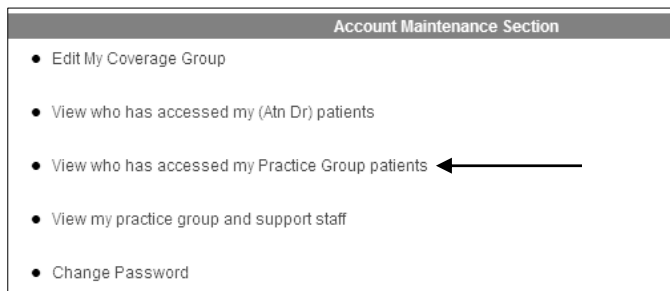 Account Maintenance Section
Edit My Coverage Group
View who has accessed my (Atn Dr) patients
View who has accessed my Practice Group patients
View my practice group and support staff
Change Password